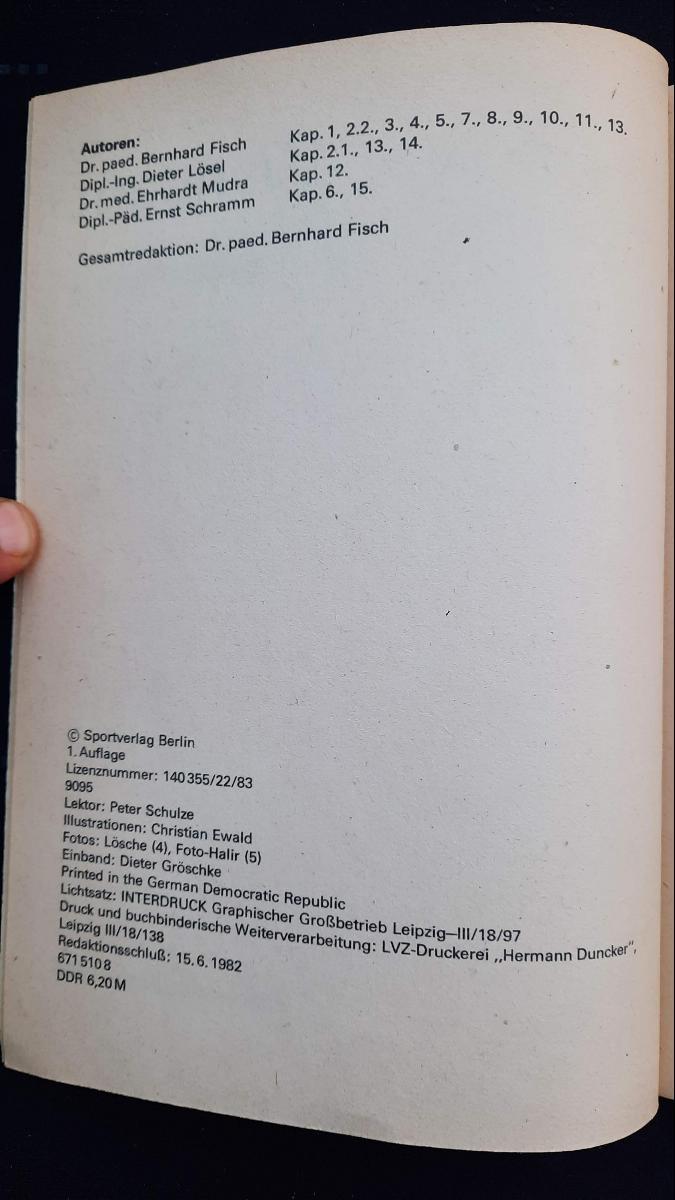 Autoren:
Dr. paed. Bernhard Fisch Kap. 1, 2.2., 3., 4., 5., 7., 8., 9., 10., 11., 13.
Dipl.-Ing. Dieter Lösel Kap. 2.1., 13., 14.
Dr. med. Ehrhardt Mudra Kap. 12.
Dipl.-Päd. Ernst Schramm Kap. 6., 15.
Gesamtredaktion: Dr. paed. Bernhard Fisch
© Sportverlag Berlin
1. Auflage
Lizenznummer: 140 355/22/83
9095
Lektor: Peter Schulze
Illustrationen: Christian Ewald
Fotos: Lösche (4), Foto-Halir (5)
Einband: Dieter Gröschke
Printed in the German Democratic Republic
Lichtsatz: INTERDRUCK Graphischer Großbetrieb Leipzig—III/18/97
Druck und buchbinderische Weiterverarbeitung: LVZ-Druckerei „Hermann Duncker",
Leipzig III/18/138
Redaktionsschluß: 15. 6. 1982
671 510 8
DDR 6,20 M